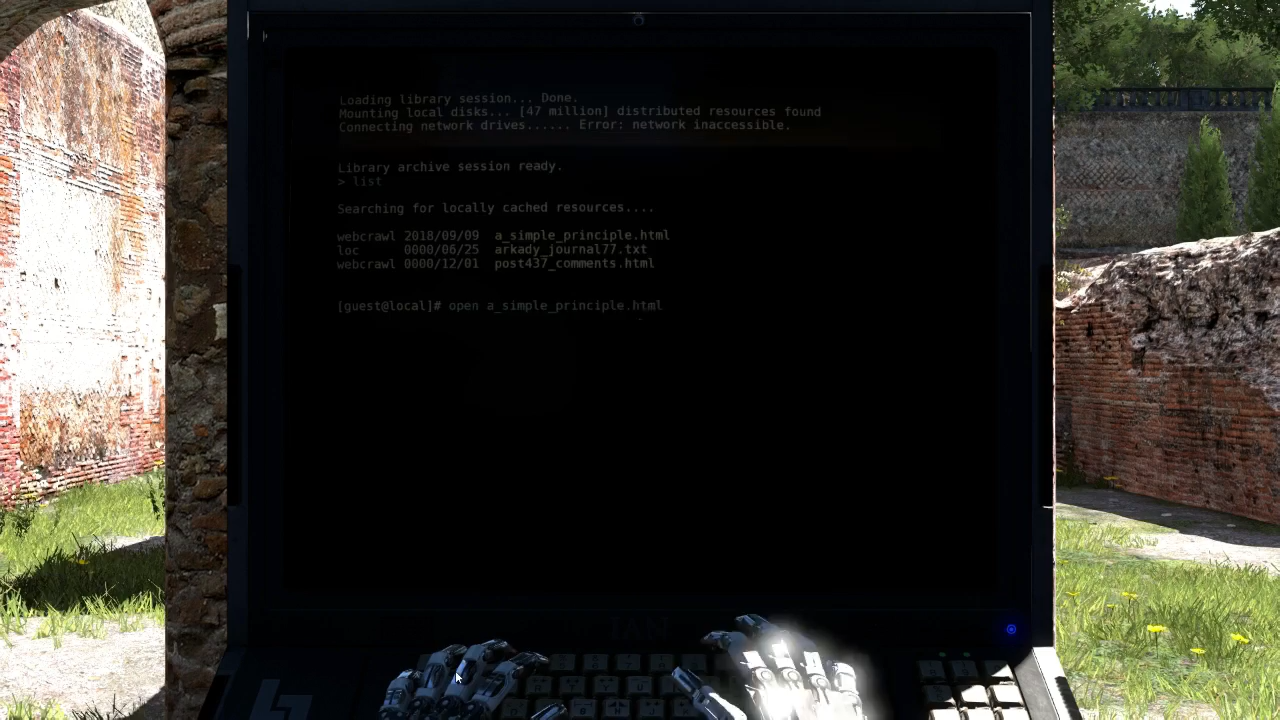 Loading library session... Done.
Mounting local disks... [47 million] distributed resources found
Connecting network drives...... Error: network inaccessible.
Library archive session ready.
> list
Searching for locally cached resources....
webcrawl 2018/09/09 a_simple_principle.html
loc 0000/06/25 arkady_journal77.txt
webcrawl 0000/12/01 post437_comments.html
[guest@local]# open a_simple_principle.html